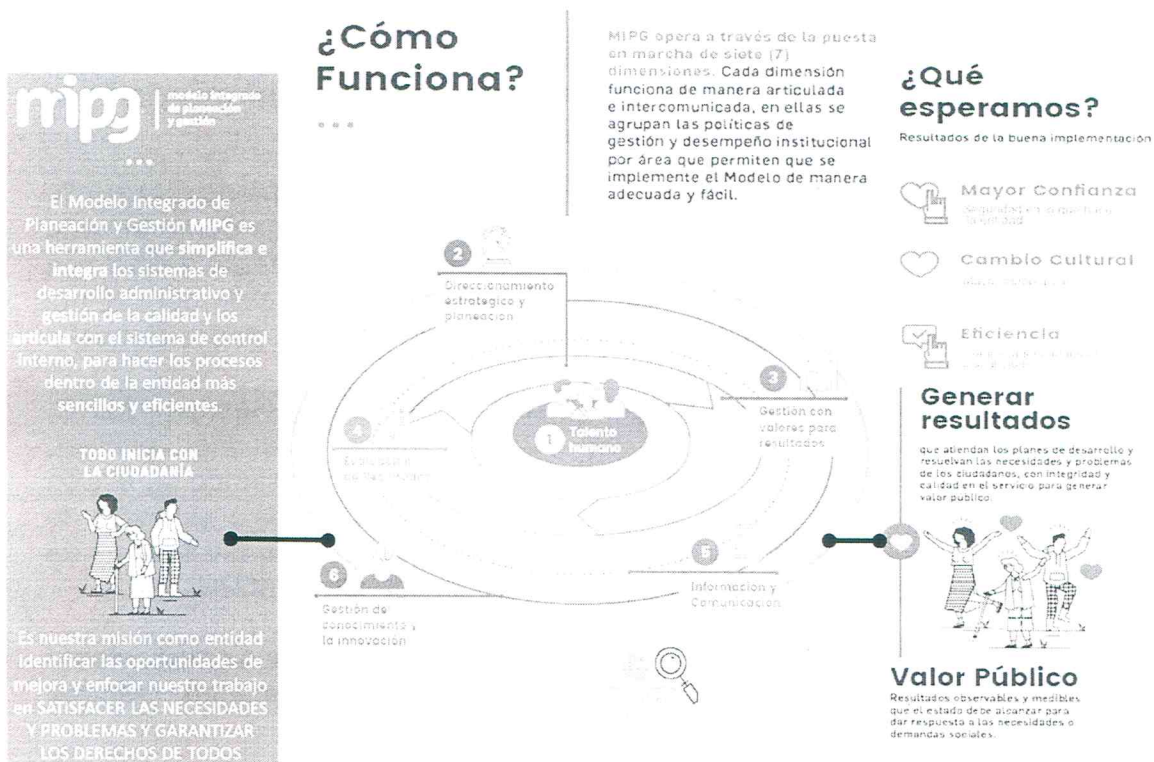 mipg
modelo integrado
de planeación
y gestión
El Modelo Integrado de
Planeación y Gestión MIPG es
una herramienta que simplifica e
integra los sistemas de
desarrollo administrativo y
gestión de la calidad y los
articula con el sistema de control
interno, para hacer los procesos
dentro de la entidad más
sencillos y eficientes.
TODO INICIA CON
LA CIUDADANÍA
Es nuestra misión como entidad
identificar las oportunidades de
mejora y enfocar nuestro trabajo
en SATISFACER LAS NECESIDADES
Y PROBLEMAS Y GARANTIZAR
LOS DERECHOS DE TODOS
¿Cómo
Funciona?
MIPG opera a través de la puesta
en marcha de siete (7)
dimensiones. Cada dimensión
funciona de manera articulada
e intercomunicada, en ellas se
agrupan las políticas de
gestión y desempeño institucional
por área que permiten que se
implemente el Modelo de manera
adecuada y fácil.
2
Direccionamiento
estratégico y
planeación
1
Talento
humano
3
Gestión con
valores para
resultados
4
5
Información y
Comunicación
6
Gestión de
conocimiento y
la innovación
¿Qué
esperamos?
Resultados de la buena implementación
Mayor Confianza
Cambio Cultural
Eficiencia
Generar
resultados
que atiendan los planes de desarrollo y
resuelvan las necesidades y problemas
de los ciudadanos, con integridad y
calidad en el servicio para generar
valor público.
Valor Público
Resultados observables y medibles
que el estado debe alcanzar para
dar respuesta a las necesidades o
demandas sociales.